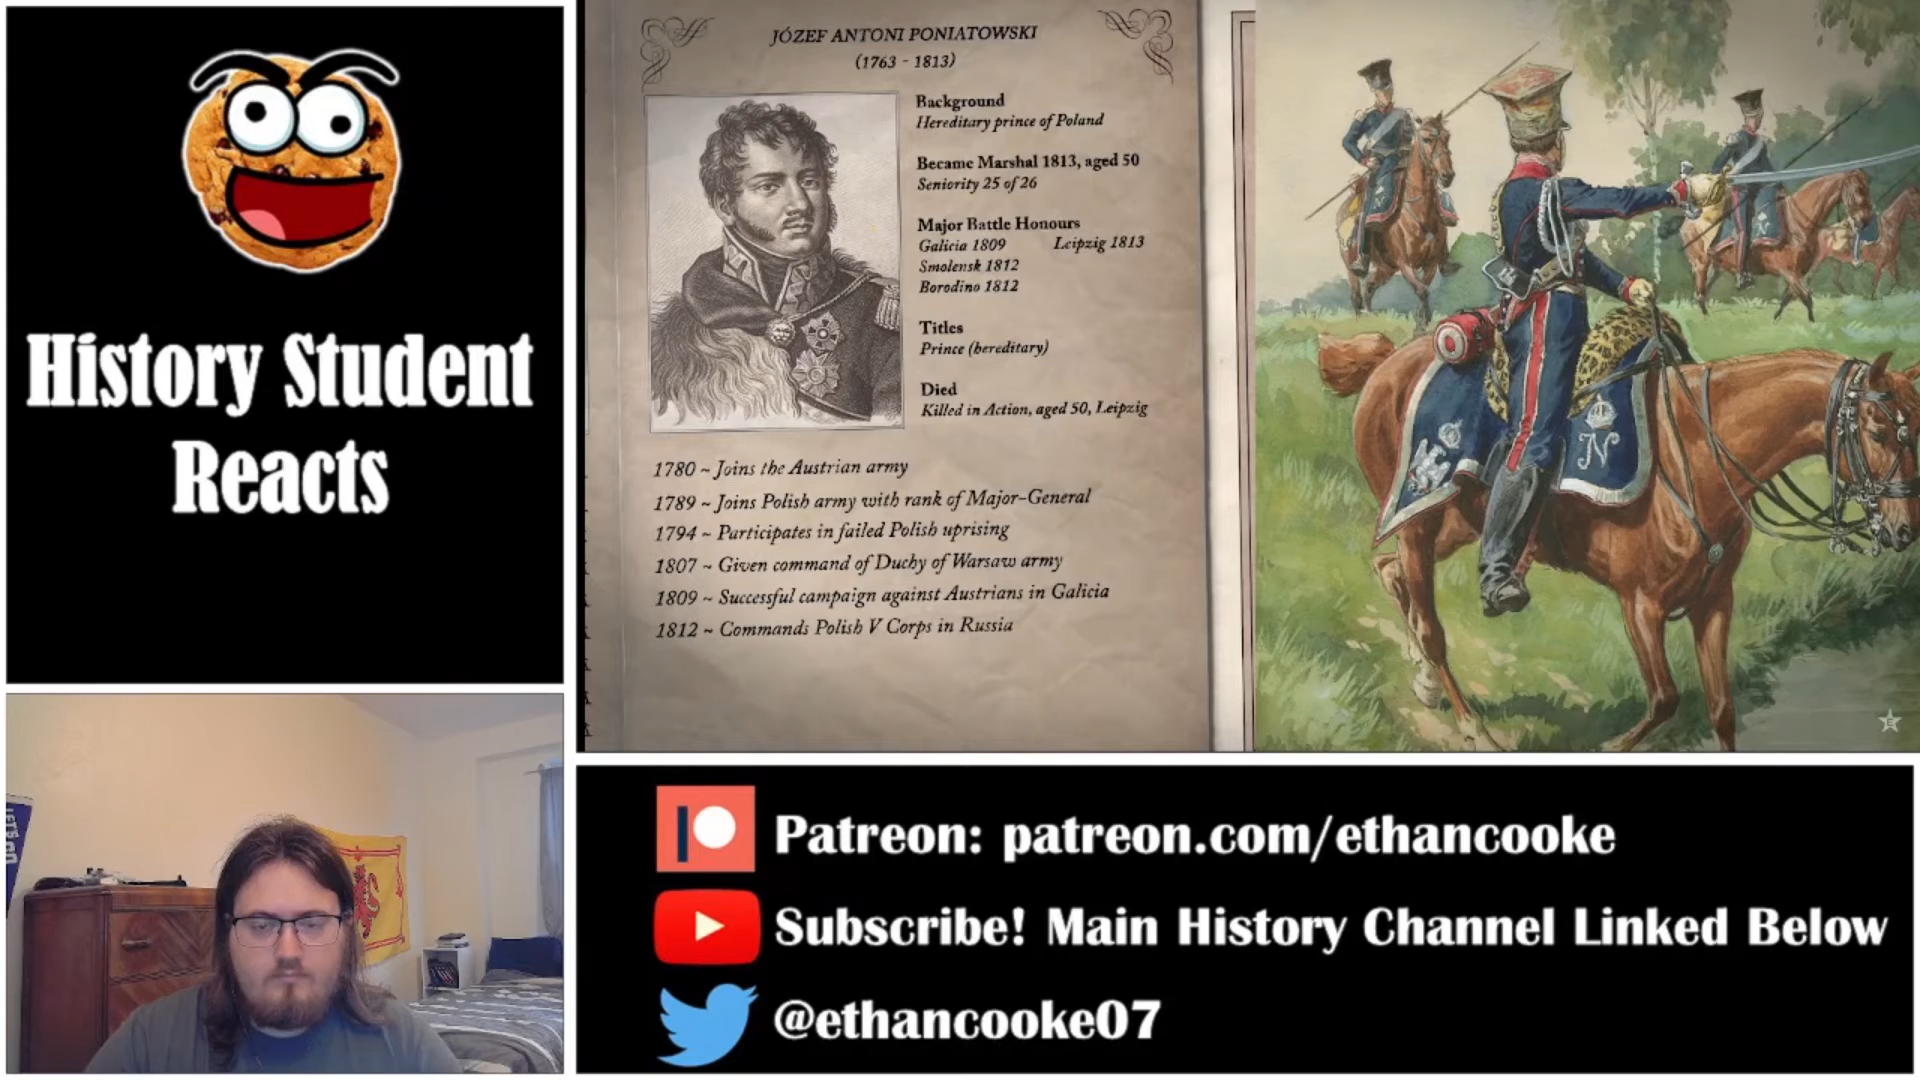 History Student
Reacts
JÓZEF ANTONI PONIATOWSKI
(1763 - 1813)
Background
Hereditary prince of Poland
Became Marshal 1813, aged 50
Seniority 25 of 26
Major Battle Honours
Galicia 1809 Leipzig 1813
Smolensk 1812
Borodino 1812
Titles
Prince (hereditary)
Died
Killed in Action, aged 50, Leipzig
1780 ~ Joins the Austrian army
1789 ~ Joins Polish army with rank of Major-General
1794 ~ Participates in failed Polish uprising
1807 ~ Given command of Duchy of Warsaw army
1809 ~ Successful campaign against Austrians in Galicia
1812 ~ Commands Polish V Corps in Russia
N
LET'S GO
Patreon: patreon.com/ethancooke
Subscribe! Main History Channel Linked Below
@ethancooke07